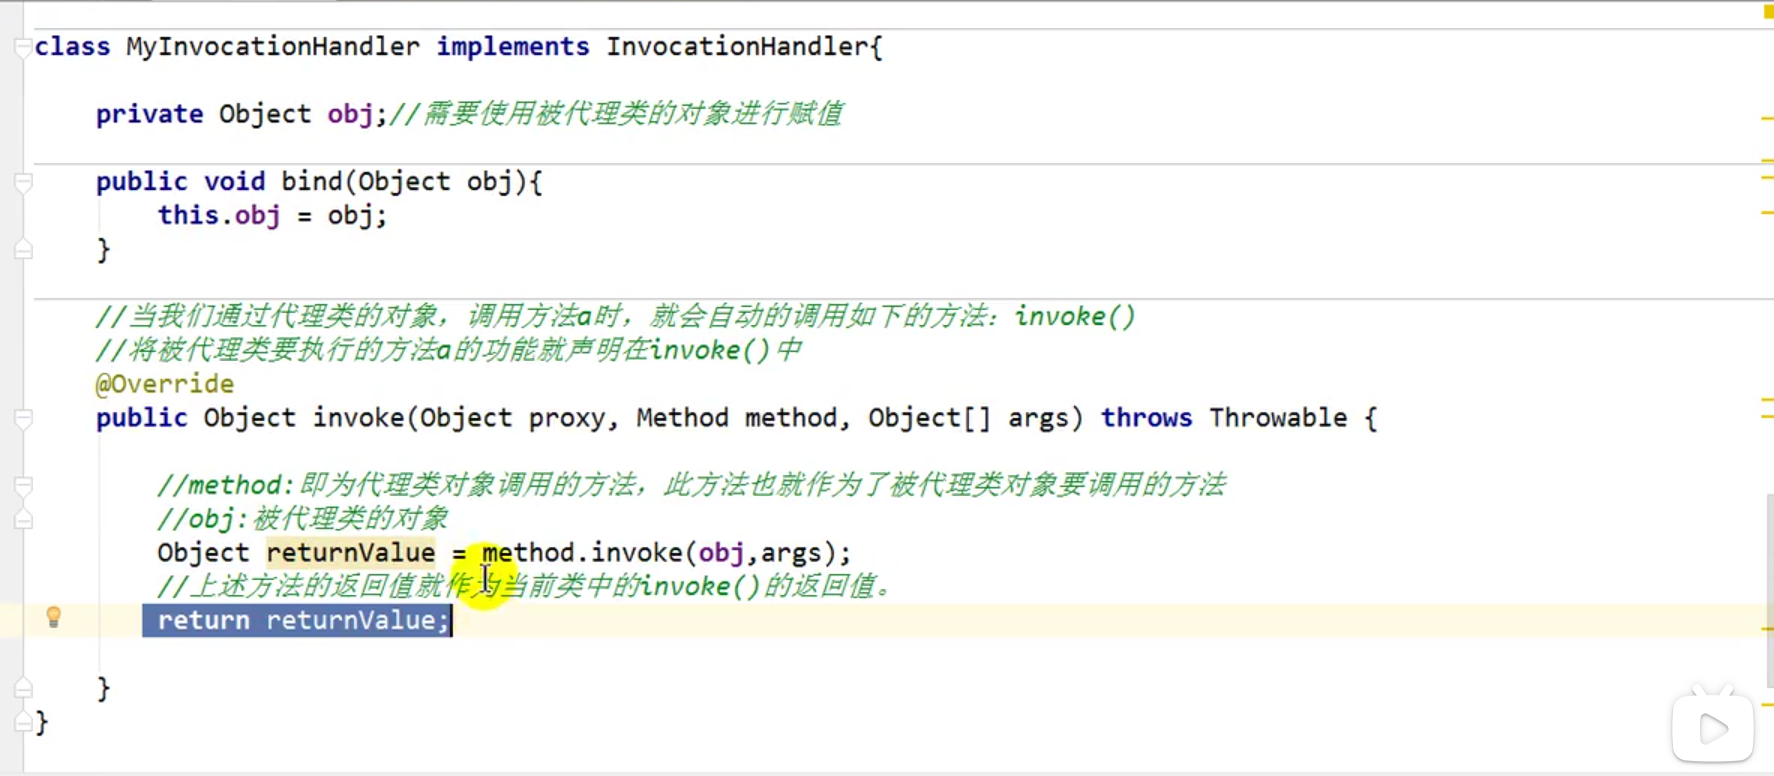 class MyInvocationHandler implements InvocationHandler{
private Object obj;//需要使用被代理类的对象进行赋值
public void bind(Object obj){
this.obj = obj;
}
//当我们通过代理类的对象，调用方法a时，就会自动的调用如下的方法：invoke()
//将被代理类要执行的方法a的功能就声明在invoke()中
@Override
public Object invoke(Object proxy, Method method, Object[] args) throws Throwable {
//method:即为代理类对象调用的方法，此方法也就作为了被代理类对象要调用的方法
//obj:被代理类的对象
Object returnValue = method.invoke(obj,args);
//上述方法的返回值就作为当前类中的invoke()的返回值。
return returnValue;
}
}